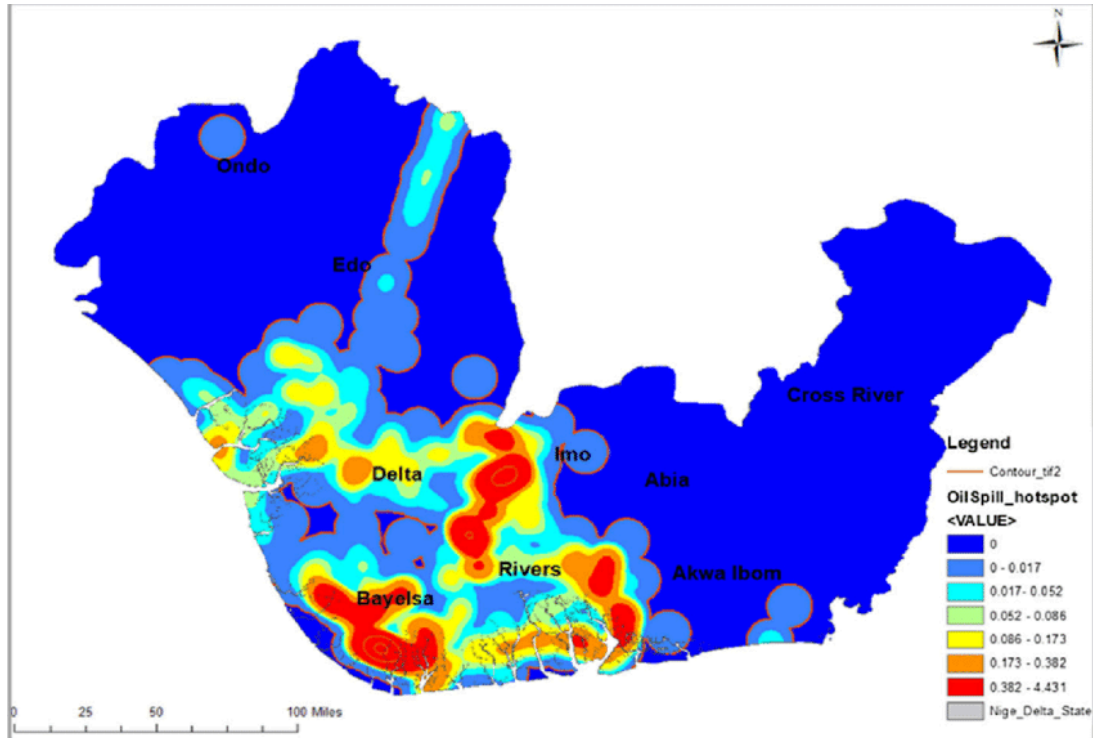 N
Ondo
Edo
Cross River
Imo
Delta
Abia
Rivers
Akwa Ibom
Bayelsa
Legend
Contour_tif2
OilSpill_hotspot
<VALUE>
0
0 - 0.017
0.017- 0.052
0.052 - 0.086
0.086 - 0.173
0.173 - 0.382
0.382 - 4.431
Nige_Delta_State
0 25 50 100 Miles